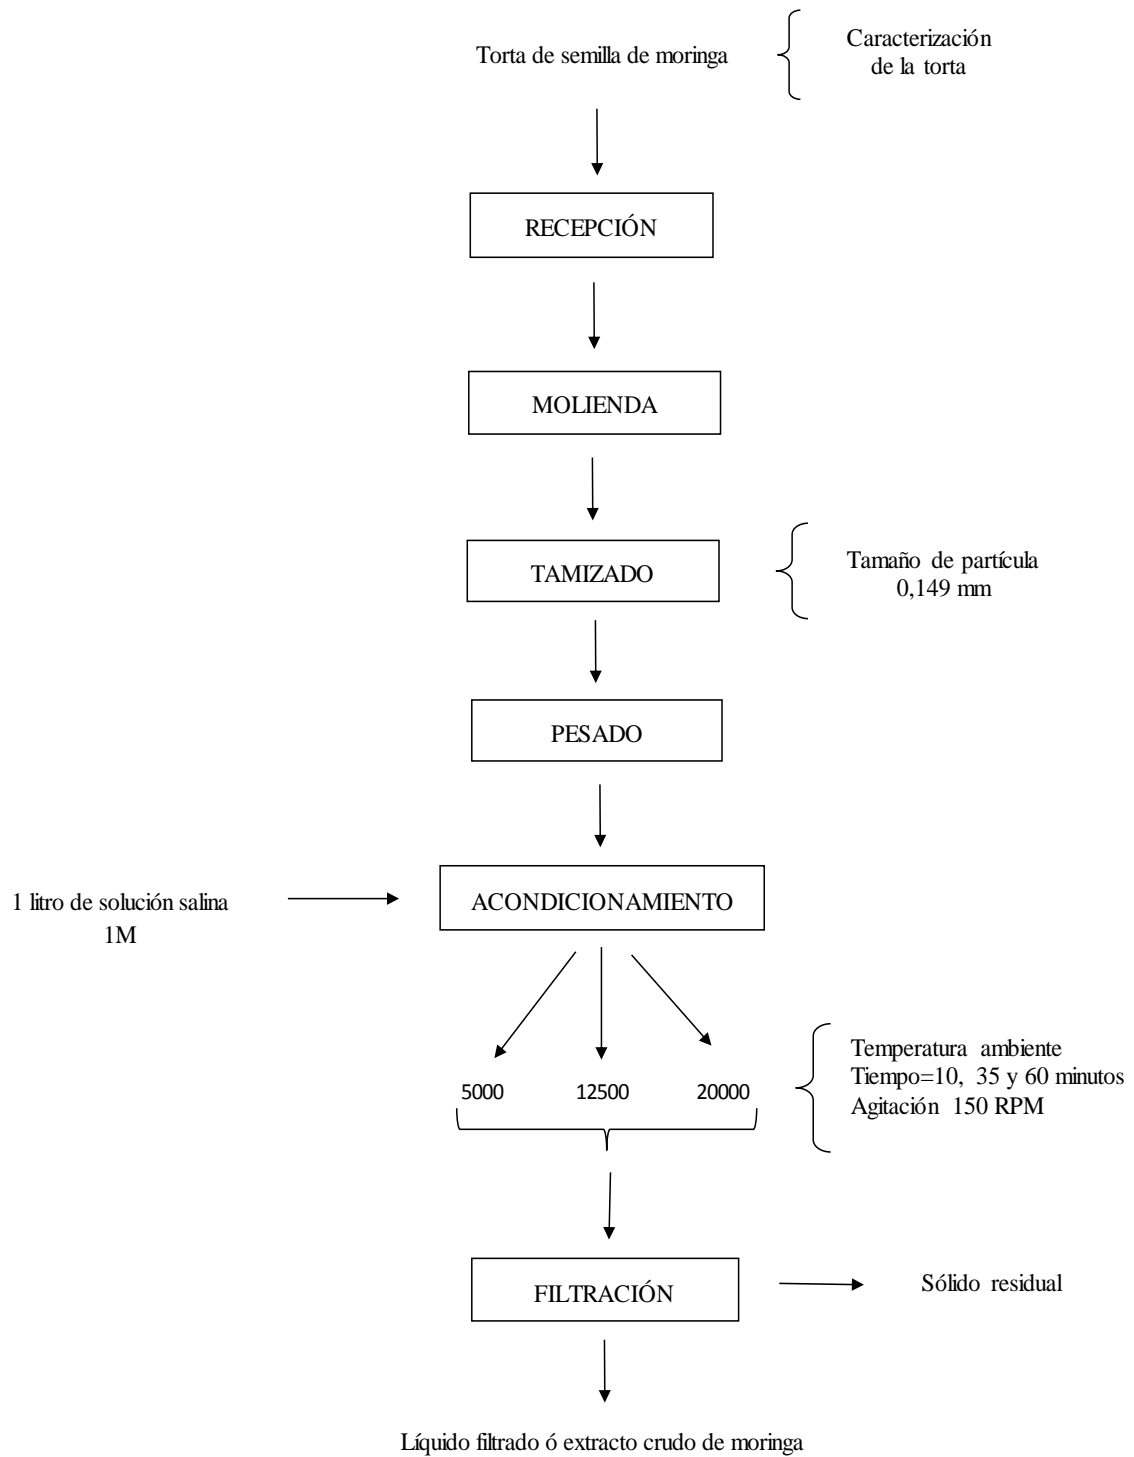 Torta de semilla de moringa
Caracterización
de la torta
RECEPCIÓN
MOLIENDA
TAMIZADO
Tamaño de partícula
0,149 mm
PESADO
1 litro de solución salina
1M
ACONDICIONAMIENTO
5000 12500 20000
Temperatura ambiente
Tiempo=10, 35 y 60 minutos
Agitación 150 RPM
FILTRACIÓN
Sólido residual
Líquido filtrado ó extracto crudo de moringa